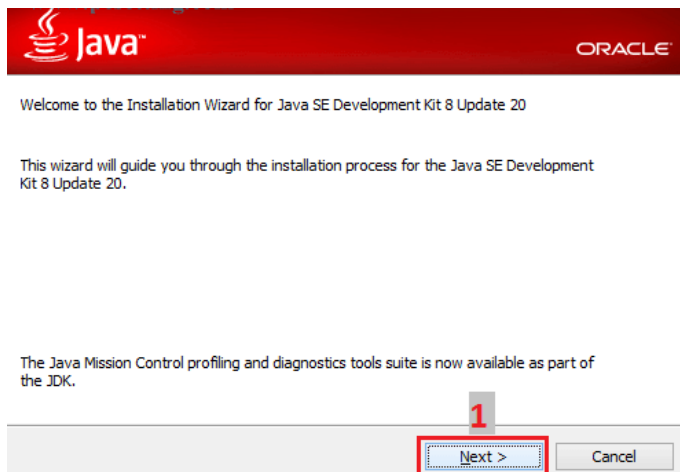 Java™
ORACLE®
Welcome to the Installation Wizard for Java SE Development Kit 8 Update 20
This wizard will guide you through the installation process for the Java SE Development
Kit 8 Update 20.
The Java Mission Control profiling and diagnostics tools suite is now available as part of
the JDK.
1
Next >
Cancel